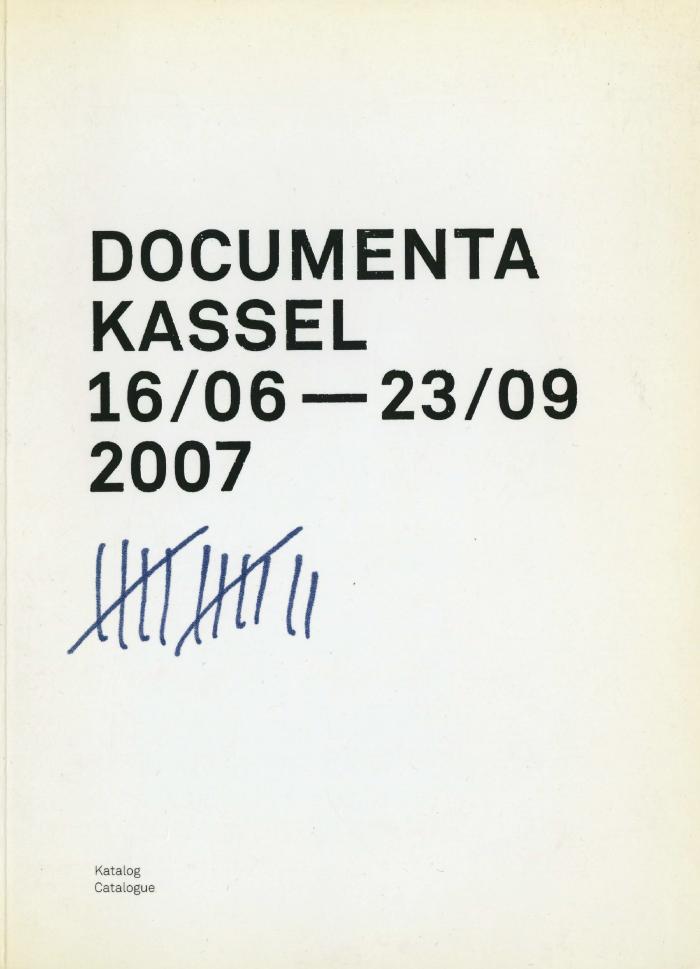 DOCUMENTA
KASSEL
16/06—23/09
2007
Katalog
Catalogue